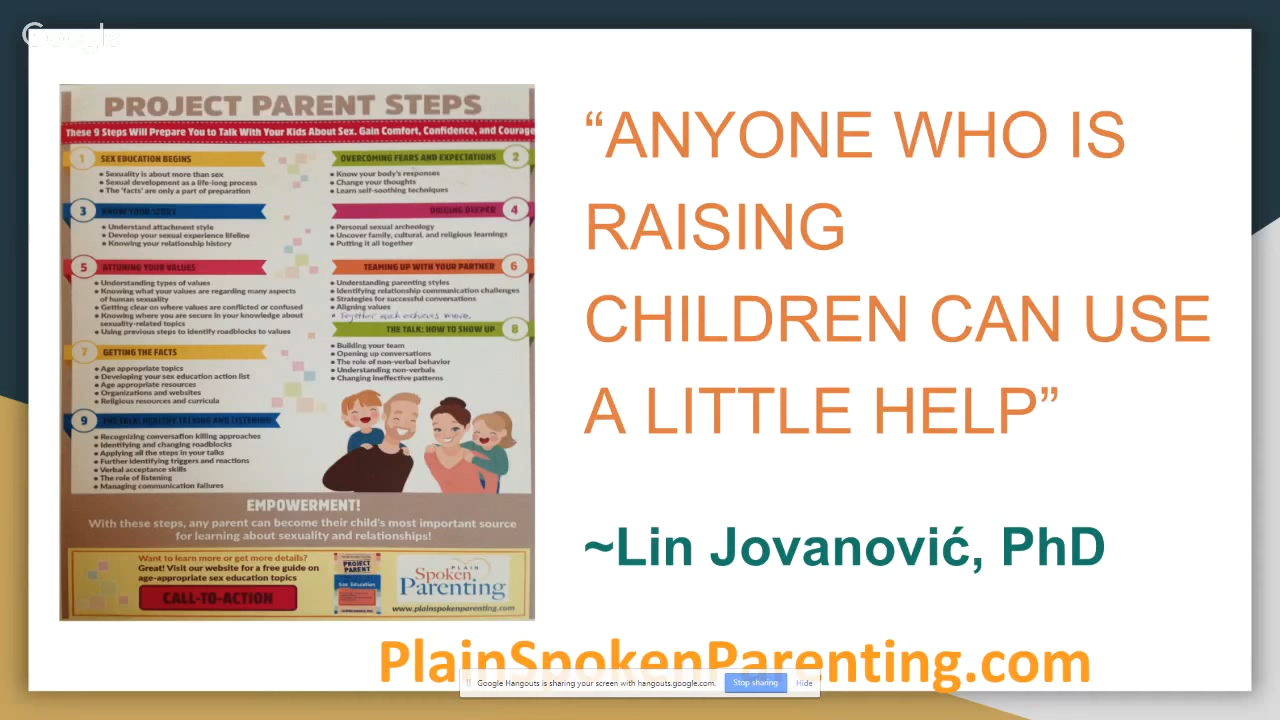 Google
PROJECT PARENT STEPS
These 9 Steps Will Prepare You to Talk With Your Kids About Sex. Gain Comfort, Confidence, and Courage
1 SEX EDUCATION BEGINS
• Sexuality is about more than sex
• Sexual development as a life-long process
• The 'facts' are only a part of preparation
OVERCOMING FEARS AND EXPECTATIONS 2
• Know your body's responses
• Change your thoughts
• Learn self-soothing techniques
3 KNOW YOUR STORY
• Understand attachment style
• Develop your sexual experience lifeline
• Knowing your relationship history
DIGGING DEEPER 4
• Personal sexual archeology
• Uncover family, cultural, and religious learnings
• Putting it all together
5 ATTUNING YOUR VALUES
• Understanding types of values
• Knowing what your values are regarding many aspects
of human sexuality
• Getting clear on where values are conflicted or confused
• Knowing where you are secure in your knowledge about
sexuality-related topics
• Using previous steps to identify roadblocks to values
TEAMING UP WITH YOUR PARTNER 6
• Understanding parenting styles
• Identifying relationship communication challenges
• Strategies for successful conversations
• Aligning values
• Together each achieves more.
7 GETTING THE FACTS
• Age appropriate topics
• Developing your sex education action list
• Age appropriate resources
• Organizations and websites
• Religious resources and curricula
THE TALK: HOW TO SHOW UP 8
• Building your team
• Opening up conversations
• The role of non-verbal behavior
• Understanding non-verbals
• Changing ineffective patterns
9 THE TALK: HEALTHY TALKING AND LISTENING
• Recognizing conversation killing approaches
• Identifying and changing roadblocks
• Applying all the steps in your talks
• Further identifying triggers and reactions
• Verbal acceptance skills
• The role of listening
• Managing communication failures
EMPOWERMENT!
With these steps, any parent can become their child's most important source
for learning about sexuality and relationships!
Want to learn more or get more details?
Great! Visit our website for a free guide on
age-appropriate sex education topics
CALL-TO-ACTION
PROJECT
PARENT
Sex Education
PLAIN
Spoken
Parenting
www.plainspokenparenting.com
“ANYONE WHO IS
RAISING
CHILDREN CAN USE
A LITTLE HELP”
~Lin Jovanović, PhD
PlainSpokenParenting.com
Google Hangouts is sharing your screen with hangouts.google.com. Stop sharing Hide